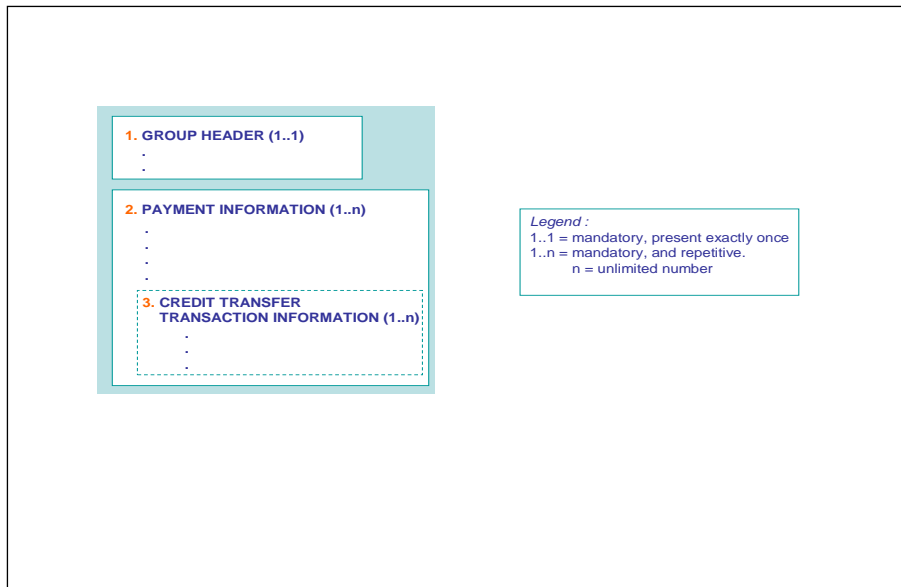 1. GROUP HEADER (1..1)
.
.
2. PAYMENT INFORMATION (1..n)
.
.
.
.
3. CREDIT TRANSFER
TRANSACTION INFORMATION (1..n)
.
.
.
Legend :
1..1 = mandatory, present exactly once
1..n = mandatory, and repetitive.
n = unlimited number